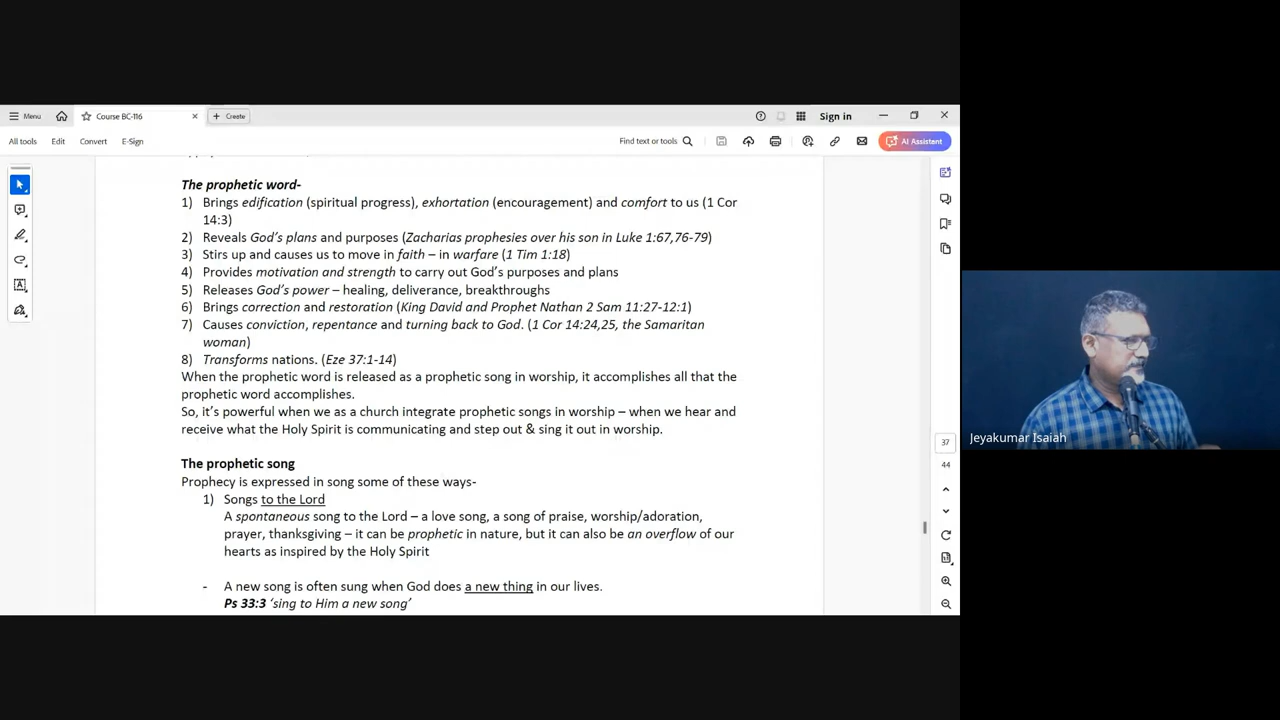 Menu
Course BC-116
Create
Sign in
All tools
Edit
Convert
E-Sign
Find text or tools
AI Assistant
The prophetic word-
1) Brings edification (spiritual progress), exhortation (encouragement) and comfort to us (1 Cor
14:3)
2) Reveals God's plans and purposes (Zacharias prophesies over his son in Luke 1:67,76-79)
3) Stirs up and causes us to move in faith – in warfare (1 Tim 1:18)
4) Provides motivation and strength to carry out God's purposes and plans
5) Releases God's power – healing, deliverance, breakthroughs
6) Brings correction and restoration (King David and Prophet Nathan 2 Sam 11:27-12:1)
7) Causes conviction, repentance and turning back to God. (1 Cor 14:24,25, the Samaritan
woman)
8) Transforms nations. (Eze 37:1-14)
When the prophetic word is released as a prophetic song in worship, it accomplishes all that the
prophetic word accomplishes.
So, it's powerful when we as a church integrate prophetic songs in worship – when we hear and
receive what the Holy Spirit is communicating and step out & sing it out in worship.
The prophetic song
Prophecy is expressed in song some of these ways-
1) Songs to the Lord
A spontaneous song to the Lord – a love song, a song of praise, worship/adoration,
prayer, thanksgiving – it can be prophetic in nature, but it can also be an overflow of our
hearts as inspired by the Holy Spirit
- A new song is often sung when God does a new thing in our lives.
Ps 33:3 'sing to Him a new song'
37
44
Jeyakumar Isaiah